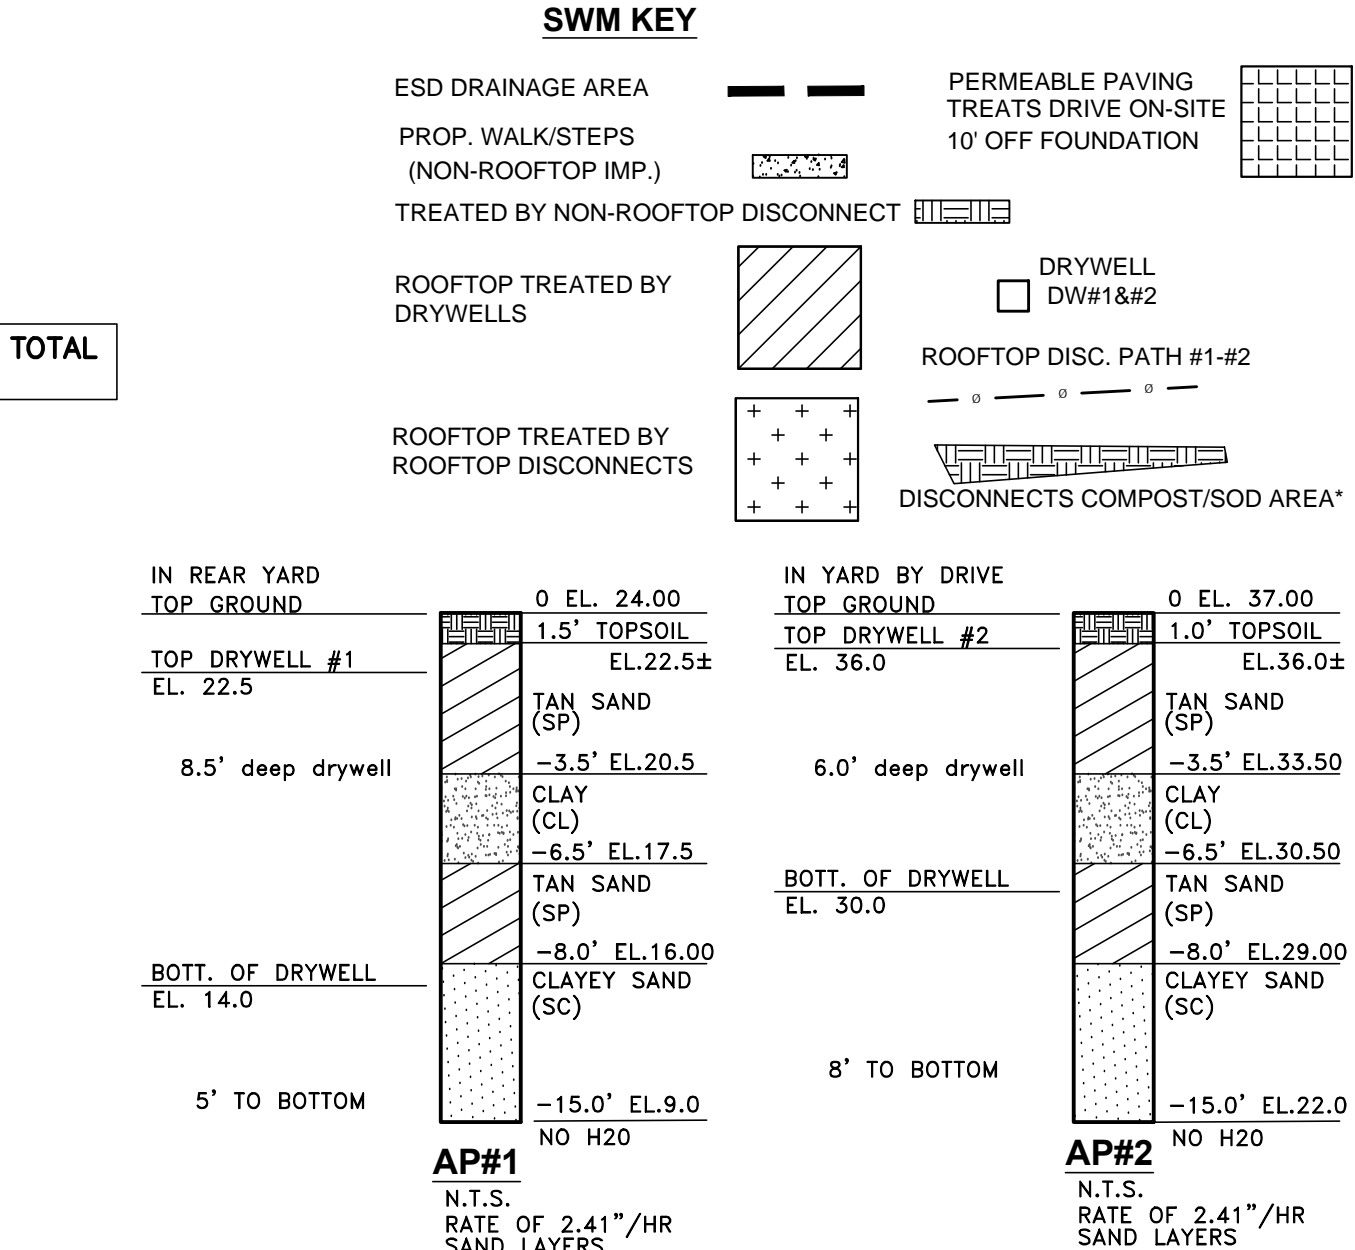 SWM KEY
ESD DRAINAGE AREA
PROP. WALK/STEPS
(NON-ROOFTOP IMP.)
PERMEABLE PAVING
TREATS DRIVE ON-SITE
10' OFF FOUNDATION
TREATED BY NON-ROOFTOP DISCONNECT
ROOFTOP TREATED BY
DRYWELLS
DRYWELL
DW#1&#2
TOTAL
ROOFTOP DISC. PATH #1-#2
Ø Ø Ø
ROOFTOP TREATED BY
ROOFTOP DISCONNECTS
DISCONNECTS COMPOST/SOD AREA*
IN REAR YARD
TOP GROUND
0 EL. 24.00
1.5' TOPSOIL
TOP DRYWELL #1
EL.22.5±
EL. 22.5
TAN SAND
(SP)
8.5' deep drywell
-3.5' EL.20.5
CLAY
(CL)
-6.5' EL.17.5
TAN SAND
(SP)
-8.0' EL.16.00
BOTT. OF DRYWELL
EL. 14.0
CLAYEY SAND
(SC)
5' TO BOTTOM
-15.0' EL.9.0
NO H20
AP#1
N.T.S.
RATE OF 2.41"/HR
SAND LAYERS
IN YARD BY DRIVE
TOP GROUND
0 EL. 37.00
TOP DRYWELL #2
1.0' TOPSOIL
EL. 36.0
EL.36.0±
TAN SAND
(SP)
6.0' deep drywell
-3.5' EL.33.50
CLAY
(CL)
-6.5' EL.30.50
BOTT. OF DRYWELL
EL. 30.0
TAN SAND
(SP)
-8.0' EL.29.00
CLAYEY SAND
(SC)
8' TO BOTTOM
-15.0' EL.22.0
NO H20
AP#2
N.T.S.
RATE OF 2.41"/HR
SAND LAYERS